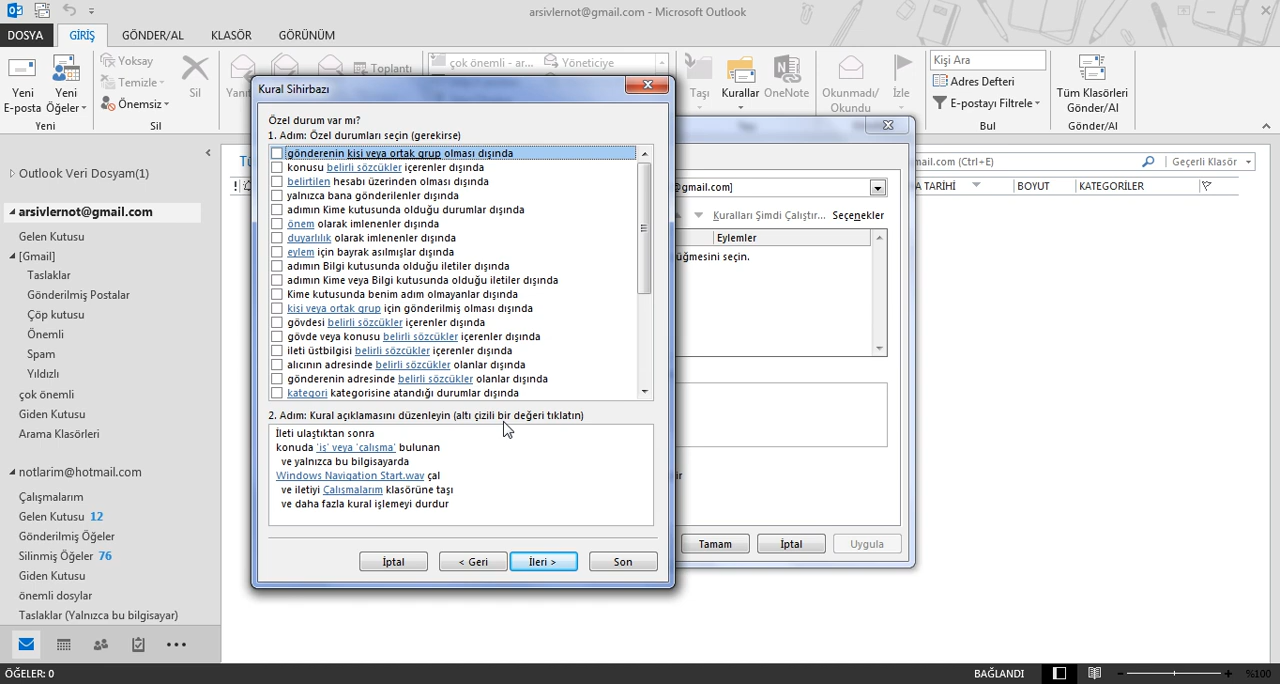 arsivlernot@gmail.com - Microsoft Outlook
DOSYA
GİRİŞ
GÖNDER/AL
KLASÖR
GÖRÜNÜM
Yeni
E-posta
Yeni
Öğeler
Yeni
Yoksay
Temizle
Önemsiz
Sil
Sil
Toplantı
çok önemli - ar...
Yöneticiye
Taşı
Kurallar
OneNote
Okunmadı/
Okundu
İzle
Kişi Ara
Adres Defteri
E-postayı Filtrele
Bul
Tüm Klasörleri
Gönder/Al
Gönder/Al
Outlook Veri Dosyam(1)
arsivlernot@gmail.com
Gelen Kutusu
[Gmail]
Taslaklar
Gönderilmiş Postalar
Çöp kutusu
Önemli
Spam
Yıldızlı
çok önemli
Giden Kutusu
Arama Klasörleri
notlarim@hotmail.com
Çalışmalarım
Gelen Kutusu 12
Gönderilmiş Öğeler
Silinmiş Öğeler 76
Giden Kutusu
önemli dosylar
Taslaklar (Yalnızca bu bilgisayar)
Kural Sihirbazı
Özel durum var mı?
1. Adım: Özel durumları seçin (gerekirse)
gönderenin kişi veya ortak grup olması dışında
konusu belirli sözcükler içerenler dışında
belirtilen hesabı üzerinden olması dışında
yalnızca bana gönderilenler dışında
adımın Kime kutusunda olduğu durumlar dışında
önem olarak imlenenler dışında
duyarlılık olarak imlenenler dışında
eylem için bayrak asılmışlar dışında
adımın Bilgi kutusunda olduğu iletiler dışında
adımın Kime veya Bilgi kutusunda olduğu iletiler dışında
Kime kutusunda benim adım olmayanlar dışında
kişi veya ortak grup için gönderilmiş olması dışında
gövdesi belirli sözcükler içerenler dışında
gövde veya konusu belirli sözcükler içerenler dışında
ileti üstbilgisi belirli sözcükler içerenler dışında
alıcının adresinde belirli sözcükler olanlar dışında
gönderenin adresinde belirli sözcükler olanlar dışında
kategori kategorisine atandığı durumlar dışında
2. Adım: Kural açıklamasını düzenleyin (altı çizili bir değeri tıklatın)
İleti ulaştıktan sonra
konuda 'iş' veya 'çalışma' bulunan
ve yalnızca bu bilgisayarda
Windows Navigation Start.wav çal
ve iletiyi Çalışmalarım klasörüne taşı
ve daha fazla kural işlemeyi durdur
İptal
< Geri
İleri >
Son
@gmail.com]
Kuralları Şimdi Çalıştır...
Seçenekler
Eylemler
üğmesini seçin.
ir
Tamam
İptal
Uygula
mail.com (Ctrl+E)
Geçerli Klasör
A TARİHİ
BOYUT
KATEGORİLER
ÖĞELER: 0
BAĞLANDI
%100